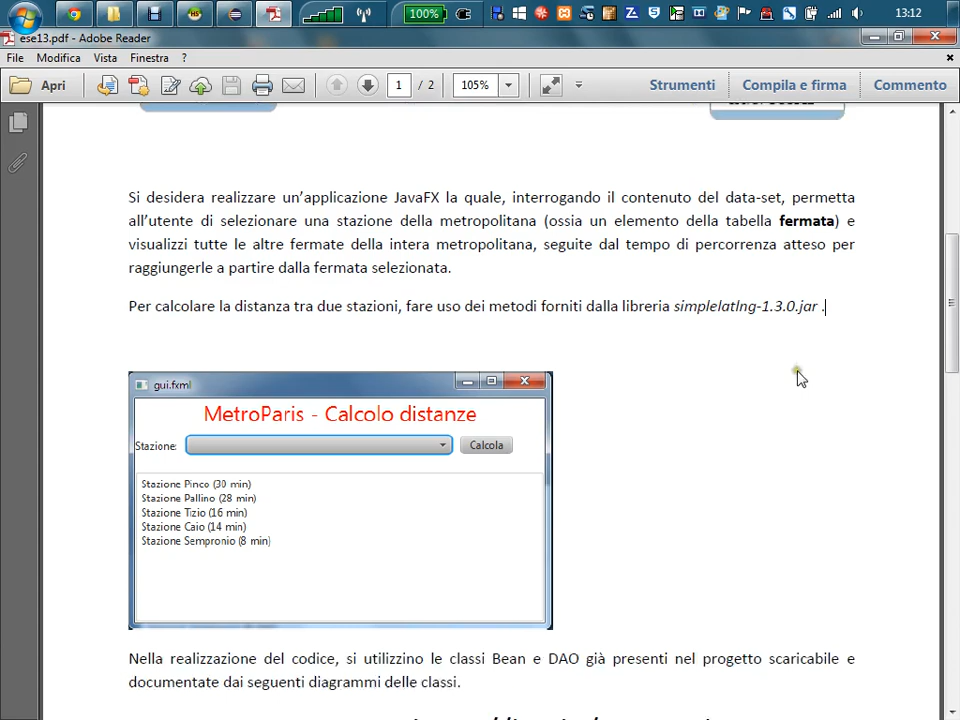 100%
13:12
ese13.pdf - Adobe Reader
File Modifica Vista Finestra ?
Apri 1 / 2 105% Strumenti Compila e firma Commento
Si desidera realizzare un’applicazione JavaFX la quale, interrogando il contenuto del data-set, permetta
all’utente di selezionare una stazione della metropolitana (ossia un elemento della tabella fermata) e
visualizzi tutte le altre fermate della intera metropolitana, seguite dal tempo di percorrenza atteso per
raggiungerle a partire dalla fermata selezionata.
Per calcolare la distanza tra due stazioni, fare uso dei metodi forniti dalla libreria simplelatlng-1.3.0.jar .
gui.fxml
MetroParis - Calcolo distanze
Stazione: Calcola
Stazione Pinco (30 min)
Stazione Pallino (28 min)
Stazione Tizio (16 min)
Stazione Caio (14 min)
Stazione Sempronio (8 min)
Nella realizzazione del codice, si utilizzino le classi Bean e DAO già presenti nel progetto scaricabile e
documentate dai seguenti diagrammi delle classi.